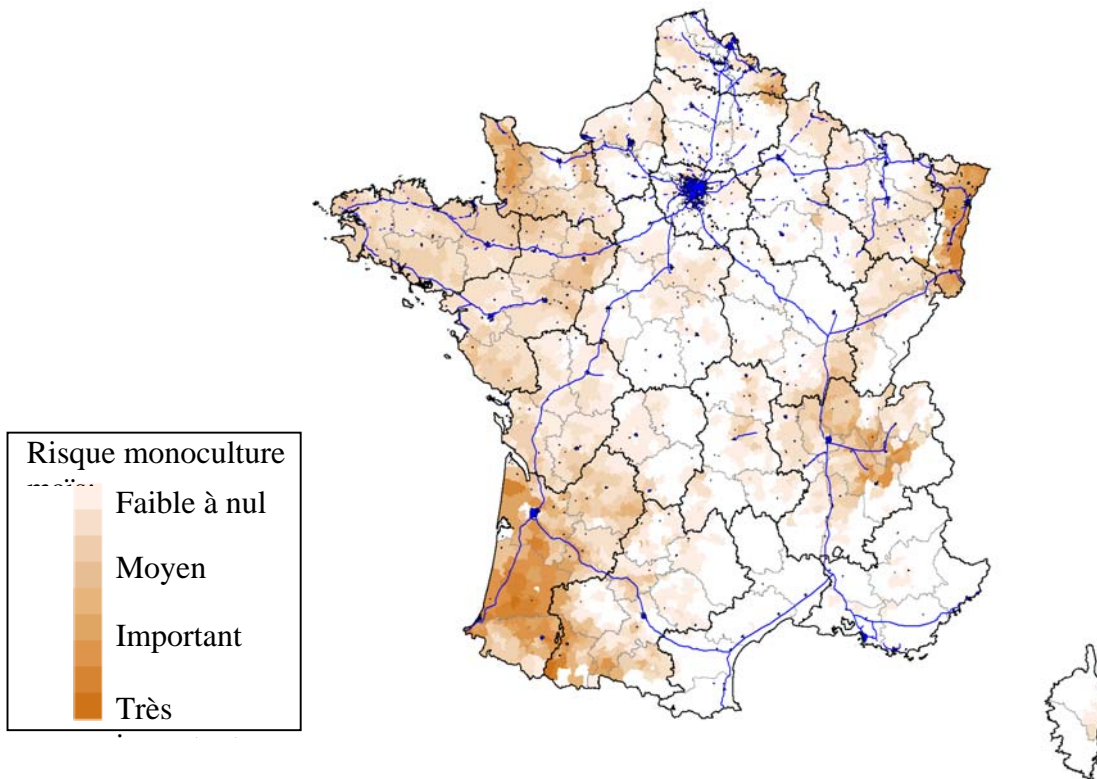 Risque monoculture
Faible à nul
Moyen
Important
Très